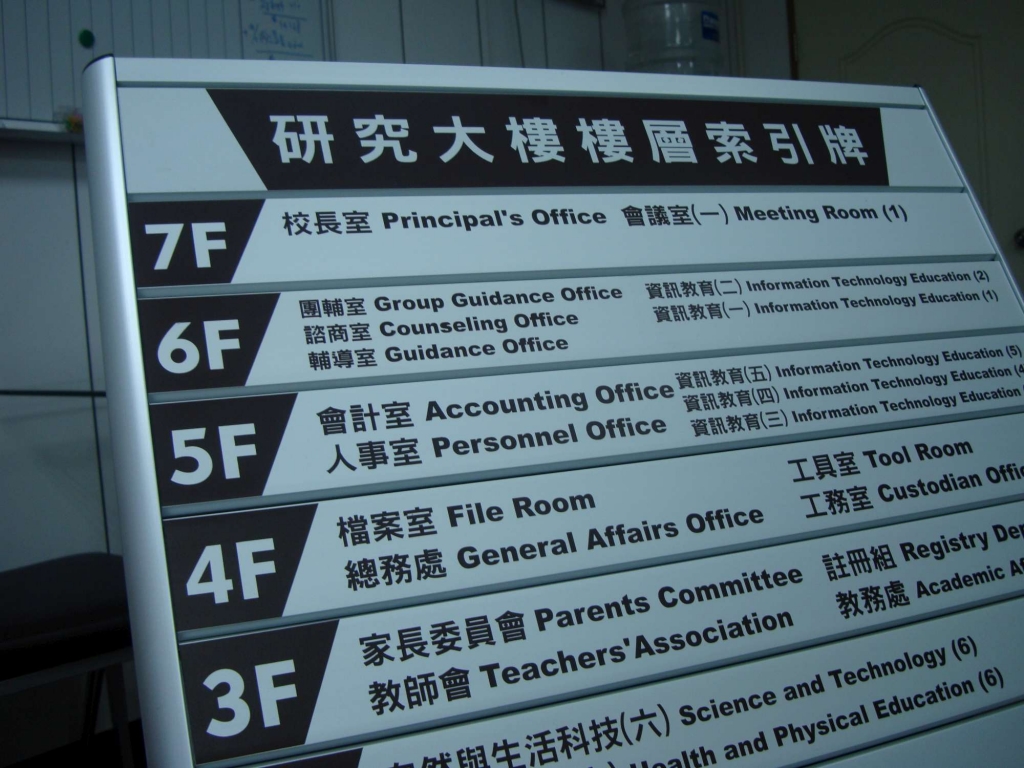 研究大樓樓層索引牌
7F
校長室 Principal's Office 會議室(一) Meeting Room (1)
6F
團輔室 Group Guidance Office 資訊教育(二) Information Technology Education (2)
諮商室 Counseling Office 資訊教育(一) Information Technology Education (1)
輔導室 Guidance Office
5F
會計室 Accounting Office 資訊教育(五) Information Technology Education (5)
人事室 Personnel Office 資訊教育(四) Information Technology Education (4
資訊教育(三) Information Technology Education
4F
檔案室 File Room 工具室 Tool Room
總務處 General Affairs Office 工務室 Custodian Offic
3F
家長委員會 Parents Committee 註冊組 Registry Dep
教師會 Teachers'Association 教務處 Academic Af
自然與生活科技(六) Science and Technology (6)
Health and Physical Education (6)